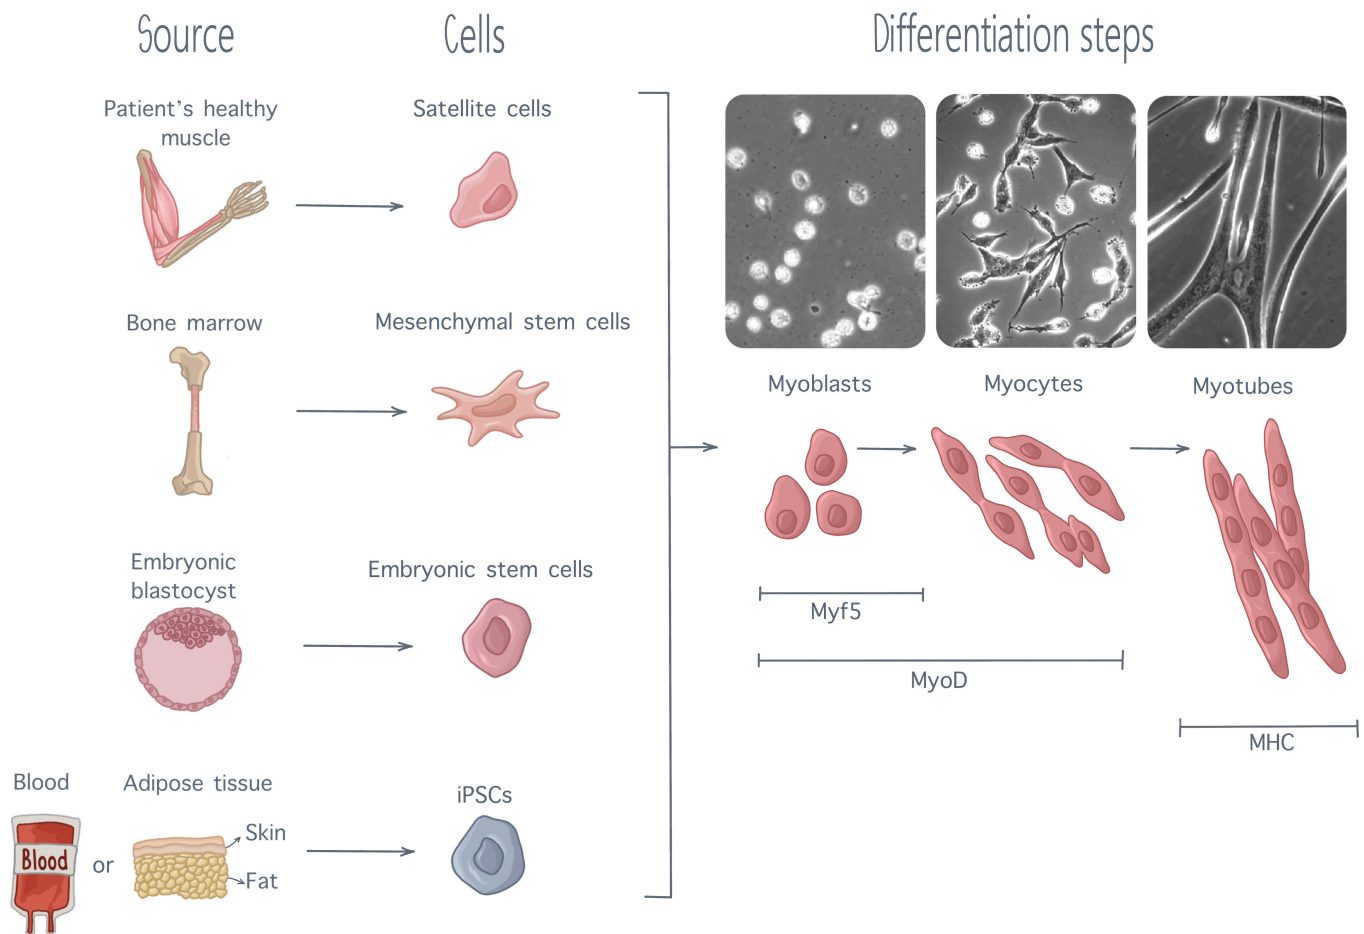 Source
Cells
Differentiation steps
Patient's healthy
muscle
Satellite cells
Bone marrow
Mesenchymal stem cells
Embryonic
blastocyst
Embryonic stem cells
Blood
Adipose tissue
iPSCs
Blood
or
Skin
Fat
Myoblasts
Myocytes
Myotubes
Myf5
MyoD
MHC